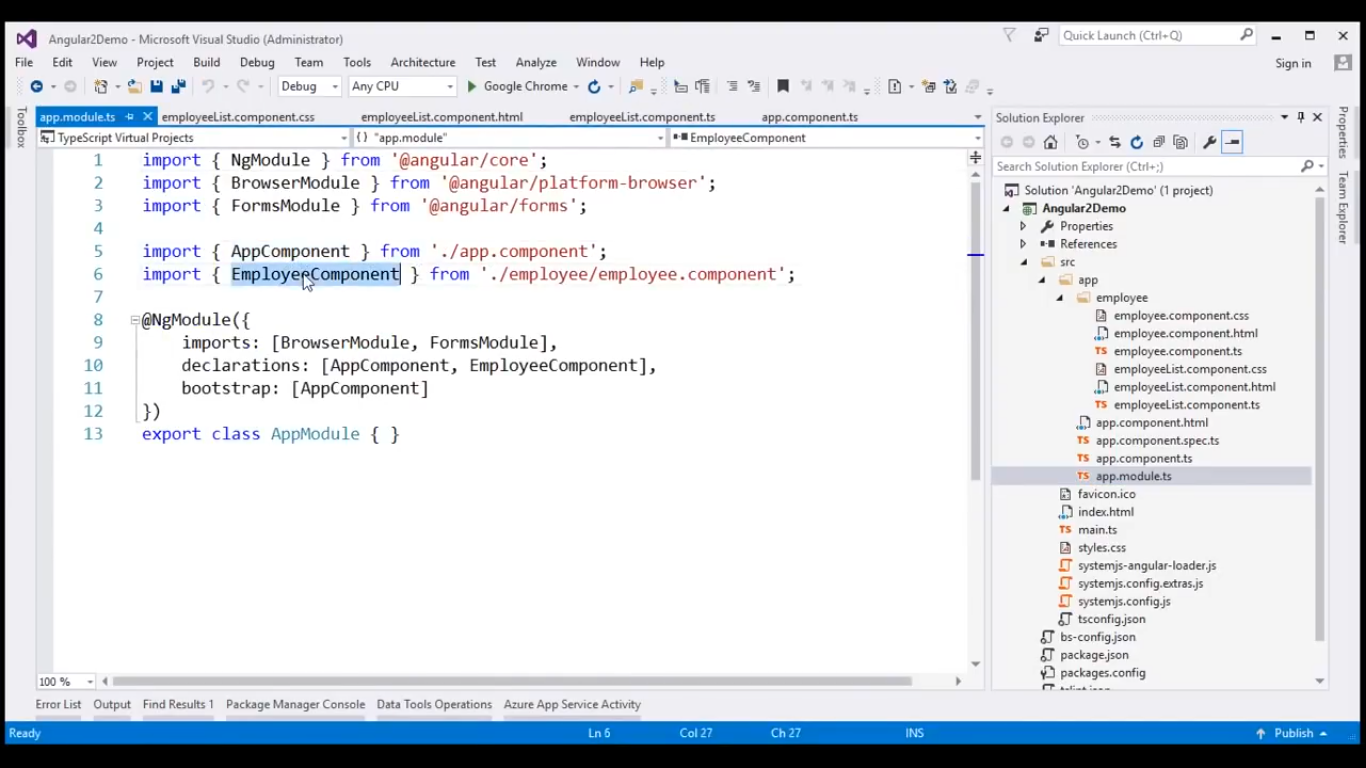 Angular2Demo - Microsoft Visual Studio (Administrator)
Quick Launch (Ctrl+Q)
File Edit View Project Build Debug Team Tools Architecture Test Analyze Window Help
Sign in
Debug Any CPU Google Chrome
Toolbox
app.module.ts employeeList.component.css employeeList.component.html employeeList.component.ts app.component.ts
TypeScript Virtual Projects {} "app.module" EmployeeComponent
1 import { NgModule } from '@angular/core';
2 import { BrowserModule } from '@angular/platform-browser';
3 import { FormsModule } from '@angular/forms';
4
5 import { AppComponent } from './app.component';
6 import { EmployeeComponent } from './employee/employee.component';
7
8 @NgModule({
9 imports: [BrowserModule, FormsModule],
10 declarations: [AppComponent, EmployeeComponent],
11 bootstrap: [AppComponent]
12 })
13 export class AppModule { }
100 %
Solution Explorer
Search Solution Explorer (Ctrl+;)
Solution 'Angular2Demo' (1 project)
Angular2Demo
Properties
References
src
app
employee
employee.component.css
employee.component.html
TS employee.component.ts
employeeList.component.css
employeeList.component.html
TS employeeList.component.ts
app.component.html
TS app.component.spec.ts
TS app.component.ts
TS app.module.ts
favicon.ico
index.html
TS main.ts
styles.css
systemjs-angular-loader.js
systemjs.config.extras.js
systemjs.config.js
tsconfig.json
bs-config.json
package.json
packages.config
Properties
Team Explorer
Error List Output Find Results 1 Package Manager Console Data Tools Operations Azure App Service Activity
Ready Ln 6 Col 27 Ch 27 INS Publish